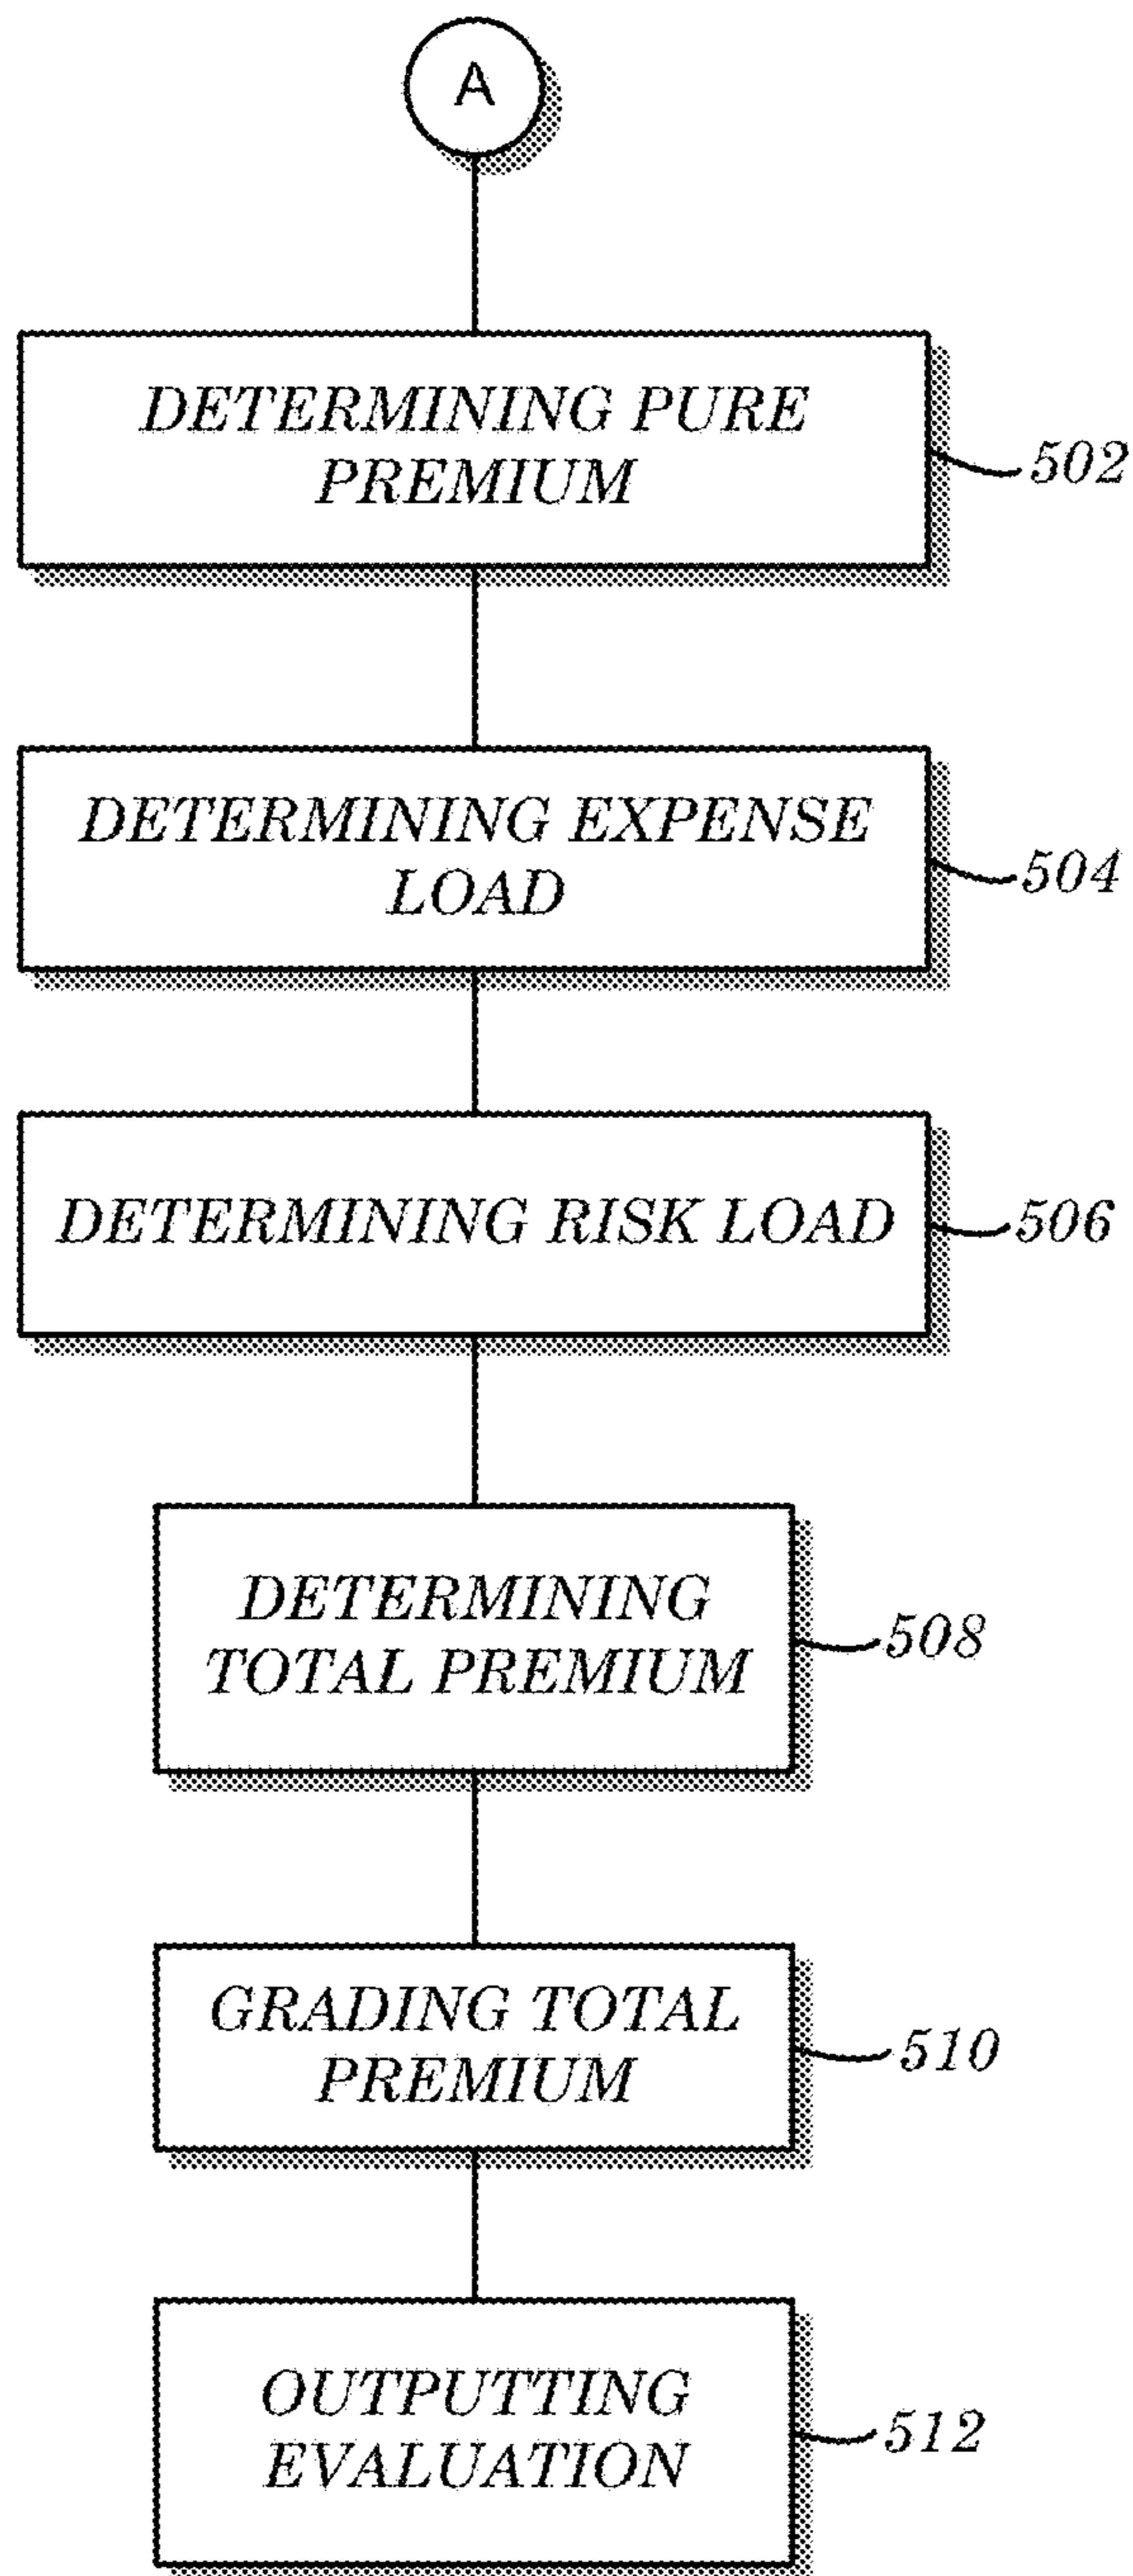 A
DETERMINING PURE
PREMIUM
502
DETERMINING EXPENSE
LOAD
504
DETERMINING RISK LOAD
506
DETERMINING
TOTAL PREMIUM
508
GRADING TOTAL
PREMIUM
510
OUTPUTTING
EVALUATION
512